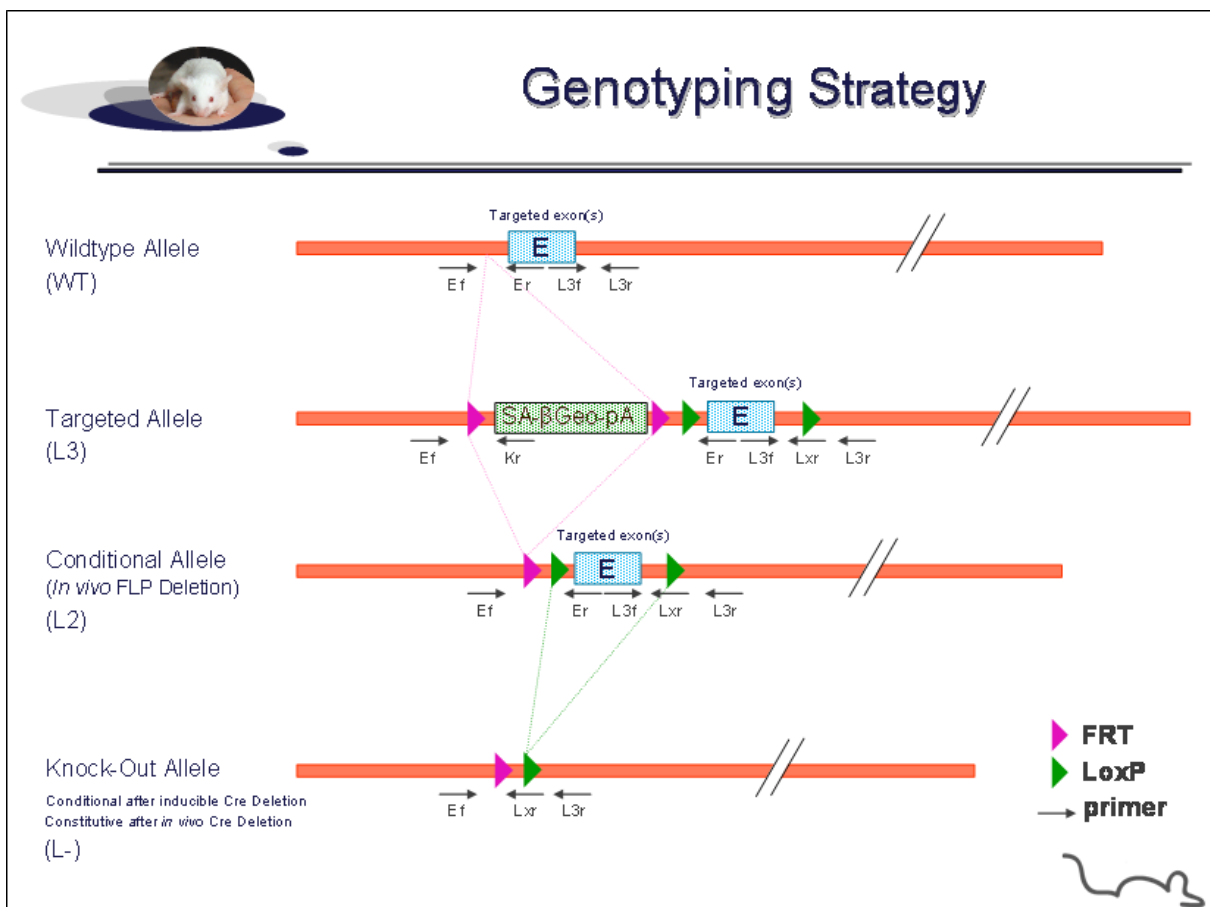 Genotyping Strategy
Targeted exon(s)
Wildtype Allele
(WT)
E
Ef Er L3f L3r
Targeted exon(s)
Targeted Allele
(L3)
SA-βGeo-pA
E
Ef Kr Er L3f Lxr L3r
Targeted exon(s)
Conditional Allele
(In vivo FLP Deletion)
(L2)
E
Ef Er L3f Lxr L3r
Knock-Out Allele
Conditional after inducible Cre Deletion
Constitutive after in vivo Cre Deletion
(L-)
Ef Lxr L3r
FRT
LoxP
primer